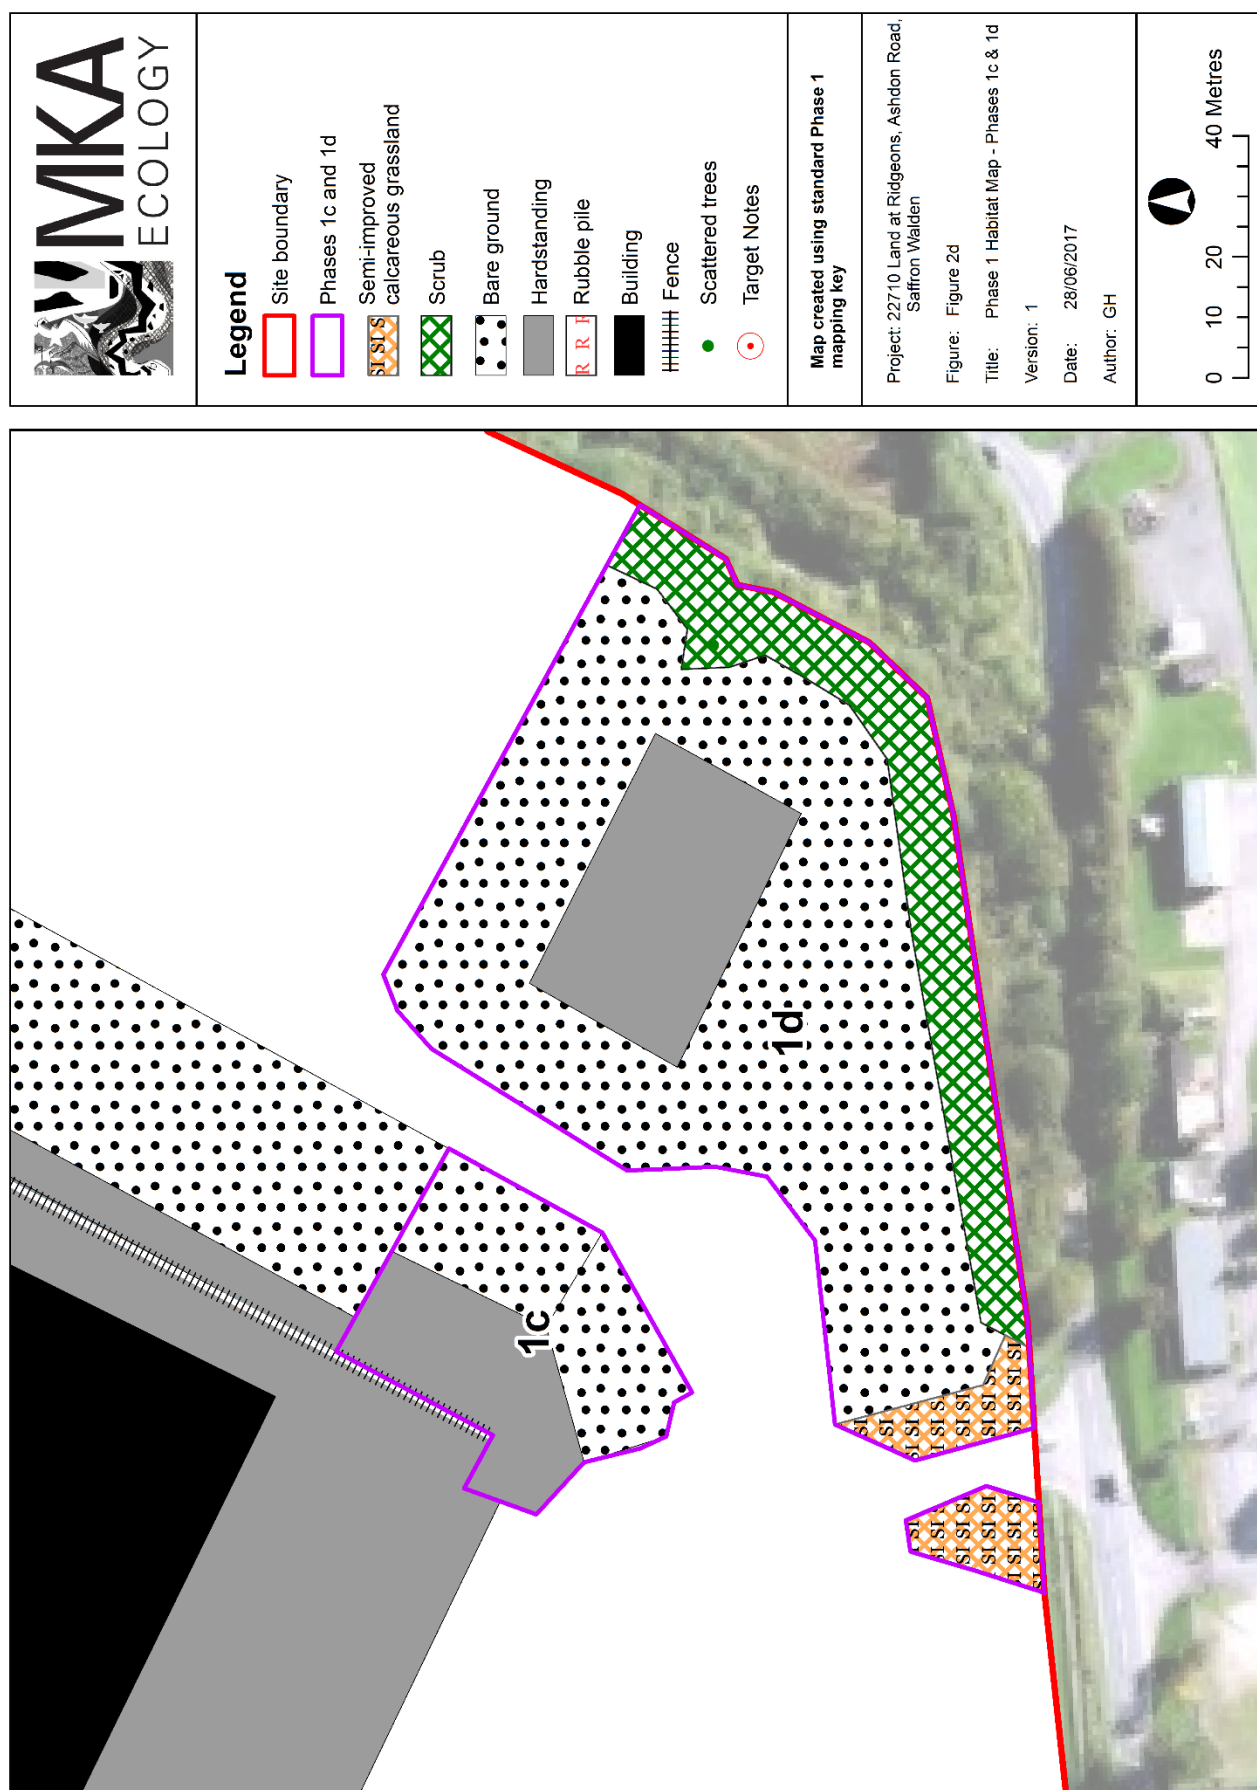 MKA
ECOLOGY
Legend
Site boundary
Phases 1c and 1d
SI SI S
Semi-improved
calcareous grassland
Scrub
Bare ground
Hardstanding
R R F
Rubble pile
Building
Fence
Scattered trees
Target Notes
Map created using standard Phase 1
mapping key
Project: 22710 Land at Ridgeons, Ashdon Road,
Saffron Walden
Figure: Figure 2d
Tittle: Phase 1 Habitat Map - Phases 1c & 1d
Version: 1
Date: 28/06/2017
Author: GH
0 10 20 40 Metres
1c
1d